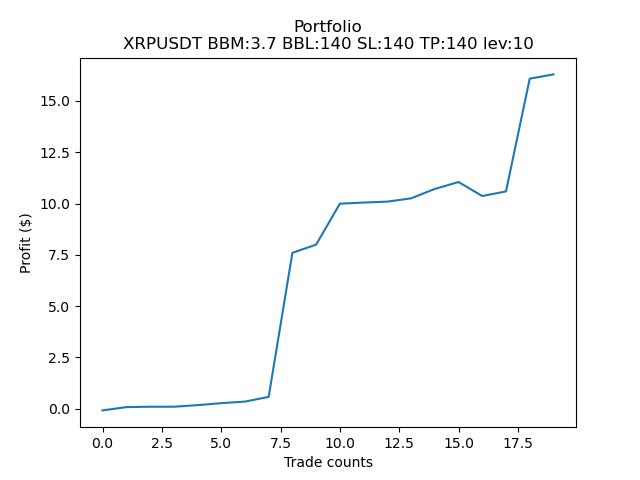 Portfolio
XRPUSDT BBM:3.7 BBL:140 SL:140 TP:140 lev:10
15.0
12.5
10.0
7.5
5.0
2.5
0.0
Profit ($)
0.0 2.5 5.0 7.5 10.0 12.5 15.0 17.5
Trade counts